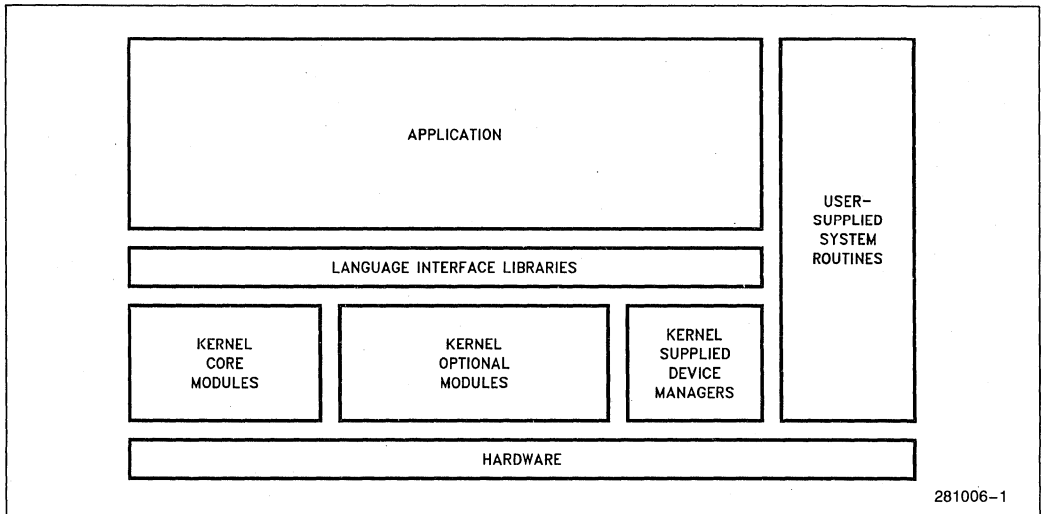 APPLICATION
USER-
SUPPLIED
SYSTEM
ROUTINES
LANGUAGE INTERFACE LIBRARIES
KERNEL
CORE
MODULES
KERNEL
OPTIONAL
MODULES
KERNEL
SUPPLIED
DEVICE
MANAGERS
HARDWARE
281006-1